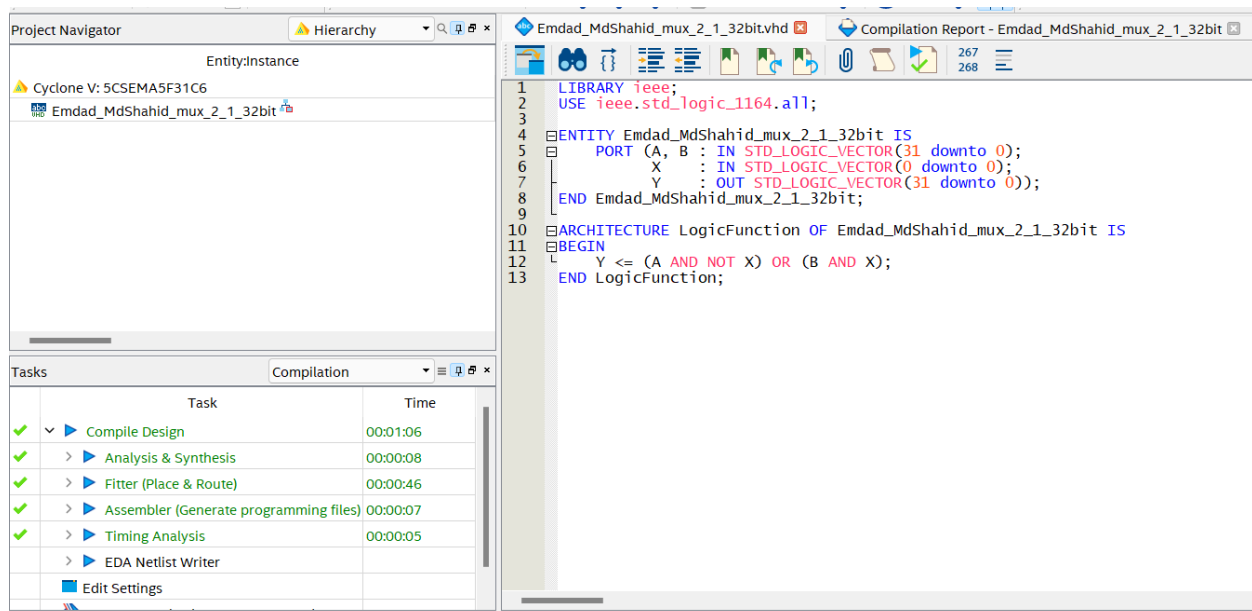 Project Navigator
Hierarchy
Entity:Instance
Cyclone V: 5CSEMA5F31C6
Emdad_MdShahid_mux_2_1_32bit
Tasks
Compilation
Task Time
Compile Design 00:01:06
Analysis & Synthesis 00:00:08
Fitter (Place & Route) 00:00:46
Assembler (Generate programming files) 00:00:07
Timing Analysis 00:00:05
EDA Netlist Writer
Edit Settings
Emdad_MdShahid_mux_2_1_32bit.vhd
Compilation Report - Emdad_MdShahid_mux_2_1_32bit
267
268
1 LIBRARY ieee;
2 USE ieee.std_logic_1164.all;
3
4 ENTITY Emdad_MdShahid_mux_2_1_32bit IS
5 PORT (A, B : IN STD_LOGIC_VECTOR(31 downto 0);
6 X : IN STD_LOGIC_VECTOR(0 downto 0);
7 Y : OUT STD_LOGIC_VECTOR(31 downto 0));
8 END Emdad_MdShahid_mux_2_1_32bit;
9
10 ARCHITECTURE LogicFunction OF Emdad_MdShahid_mux_2_1_32bit IS
11 BEGIN
12 Y <= (A AND NOT X) OR (B AND X);
13 END LogicFunction;